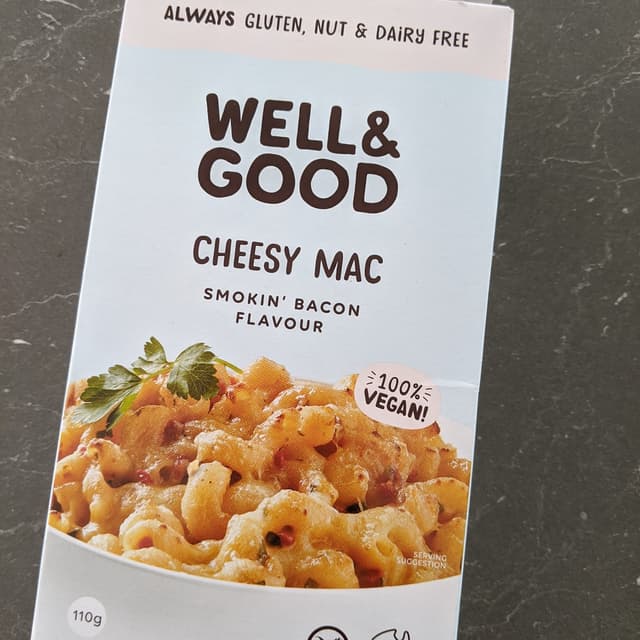 ALWAYS GLUTEN, NUT & DAiRY FREE
WELL&
GOOD
CHEESY MAC
SMOKIN' BACON
FLAVOUR
100%
VEGAN!
SERVING
SUGGESTION
110g